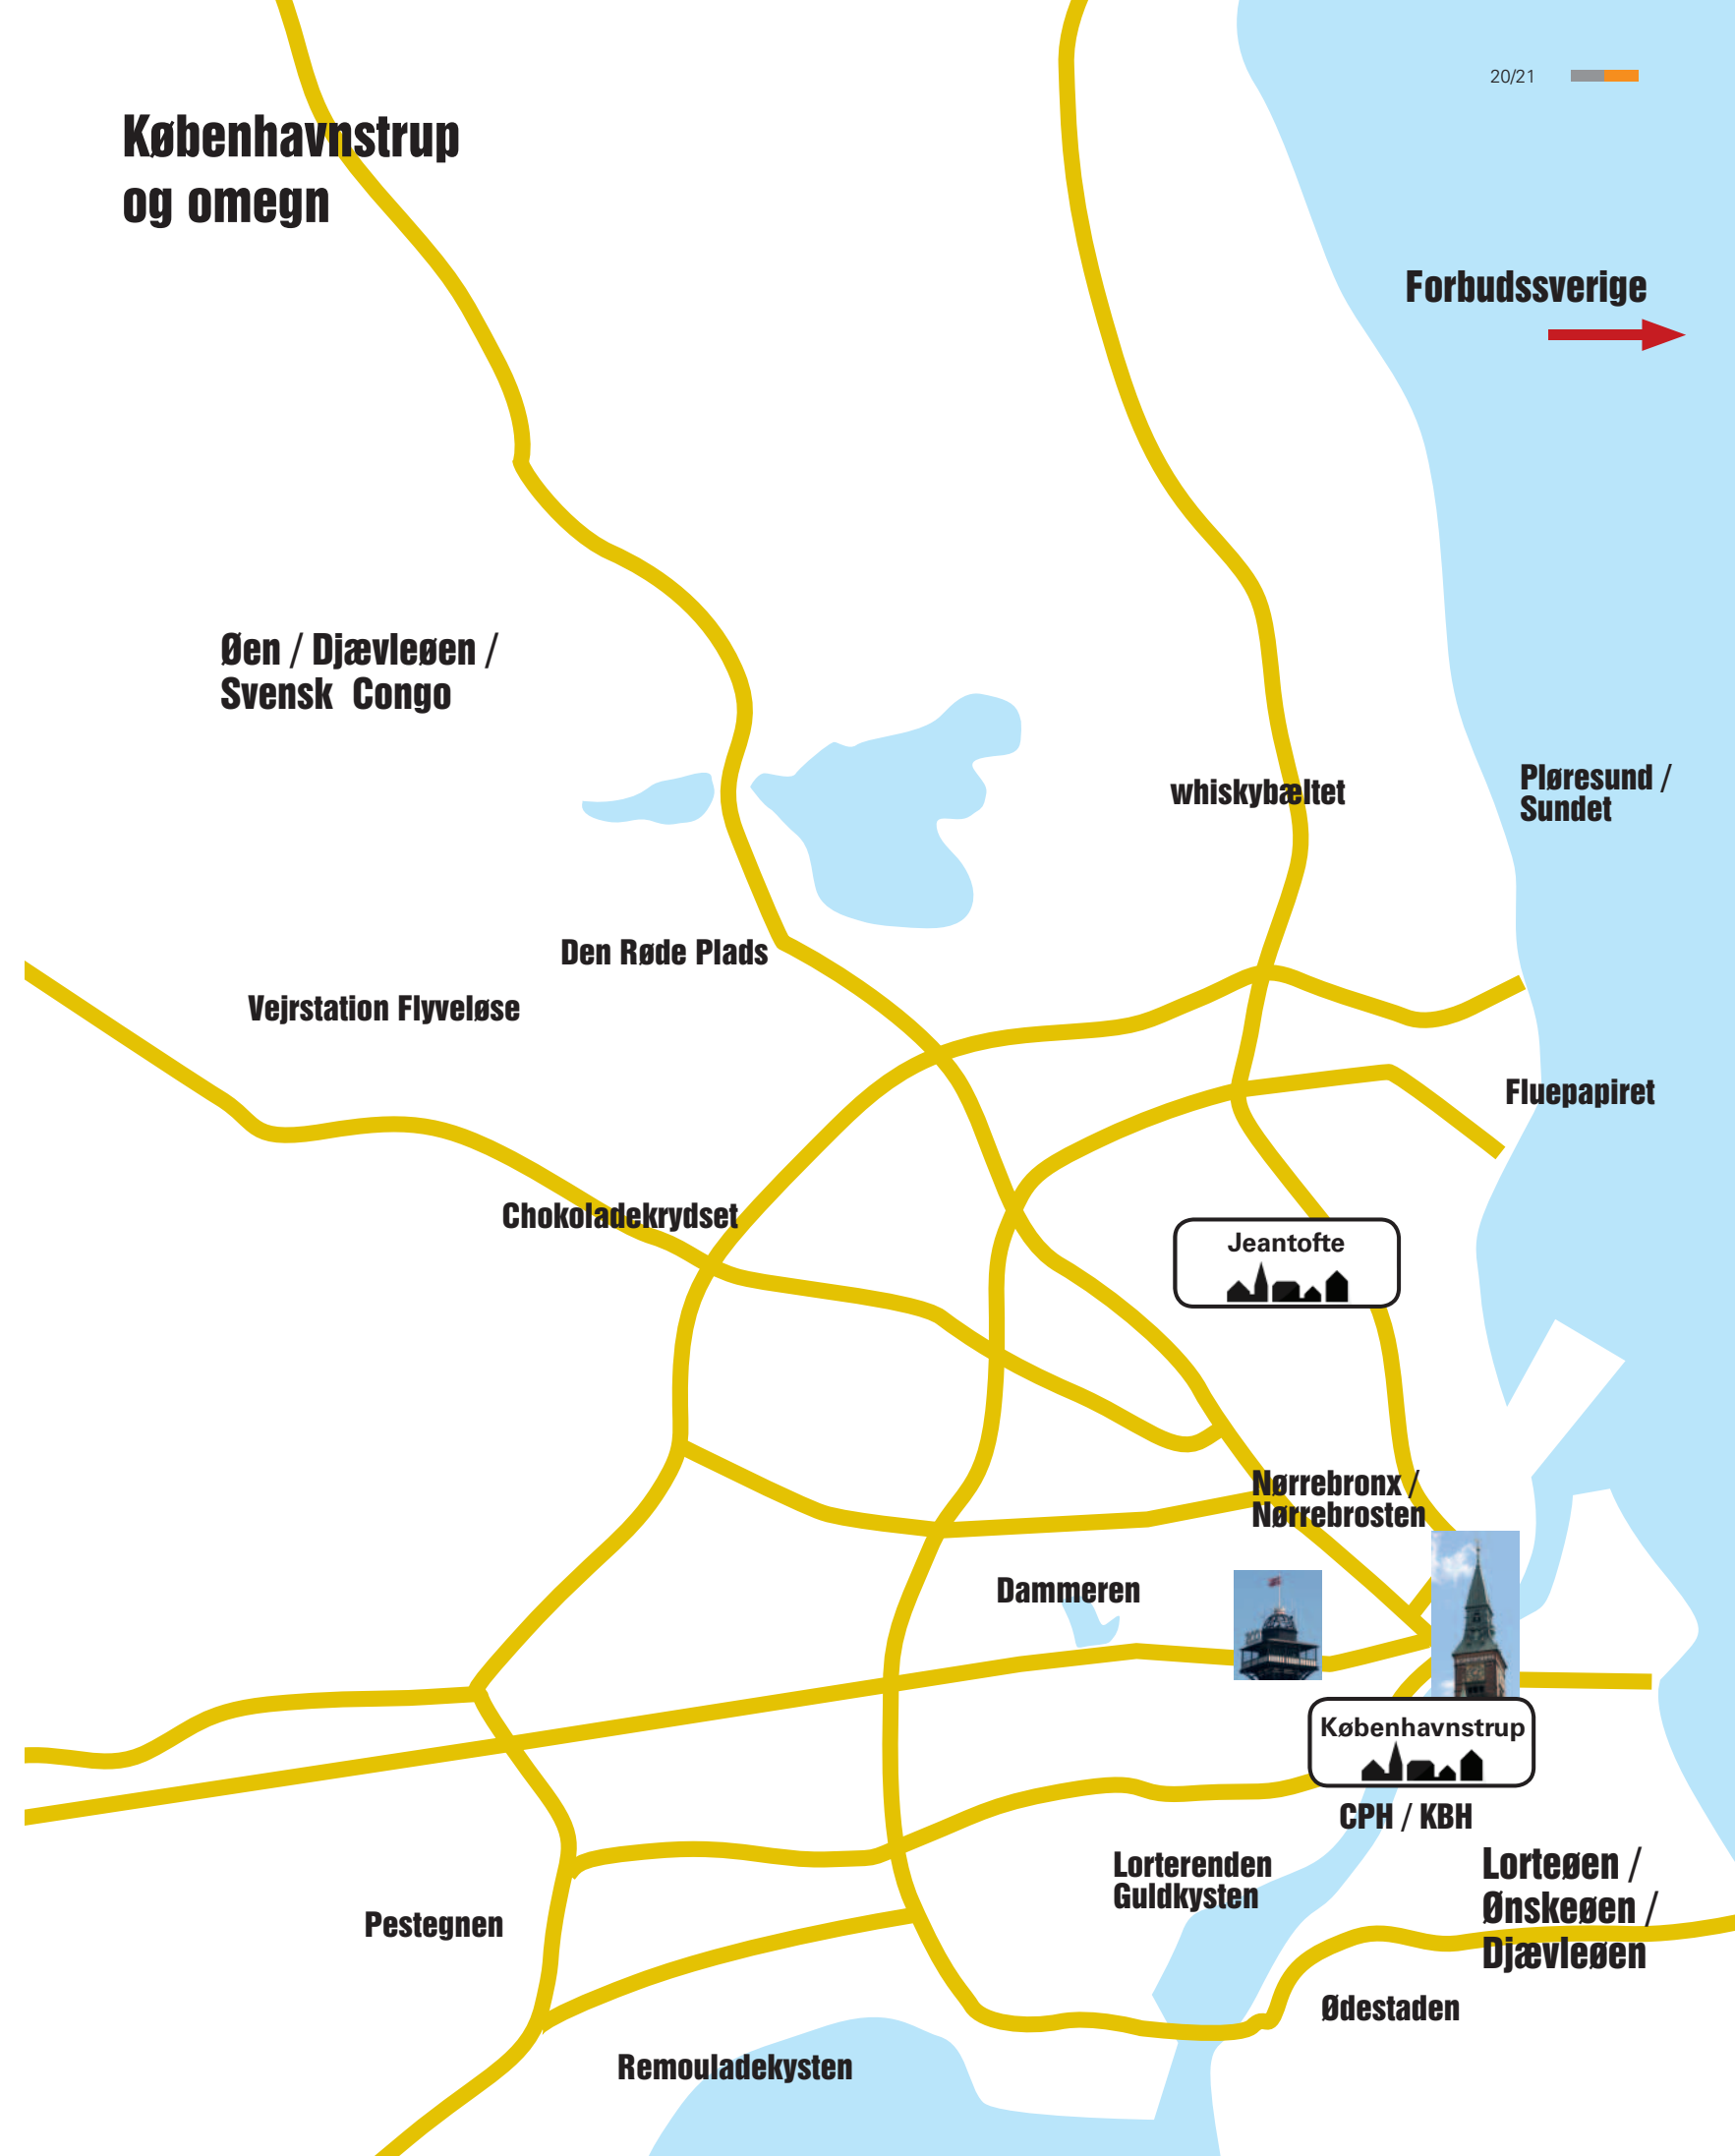 20/21
Københavnstrup
og omegn
Forbudssverige
Øen / Djævleøen /
Svensk Congo
whiskybæltet
Pløresund /
Sundet
Den Røde Plads
Vejrstation Flyveløse
Fluepapiret
Chokoladekrydset
Jeantofte
Nørrebronx /
Nørrebrosten
Dammeren
Københavnstrup
CPH / KBH
Lorterenden
Guldkysten
Lorteøen /
Ønskeøen /
Djævleøen
Pestegnen
Ødestaden
Remouladekysten